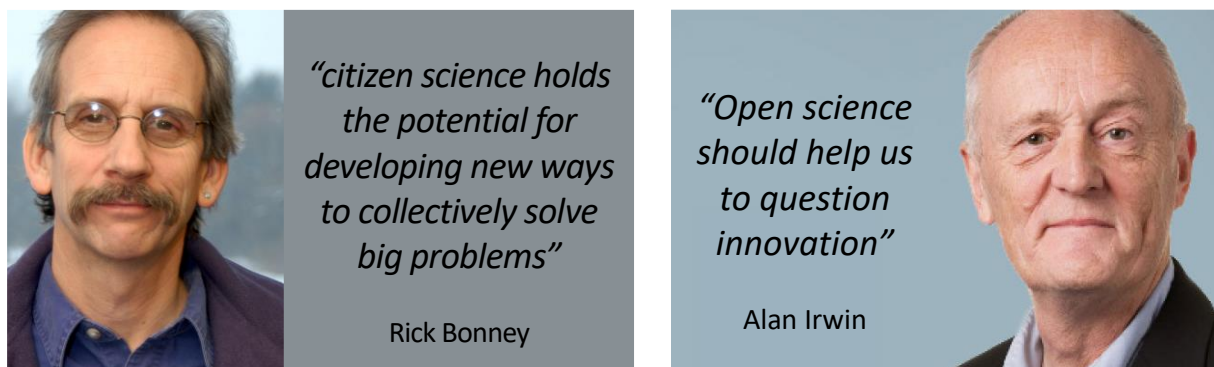 “citizen science holds
the potential for
developing new ways
to collectively solve
big problems”
Rick Bonney
“Open science
should help us
to question
innovation”
Alan Irwin